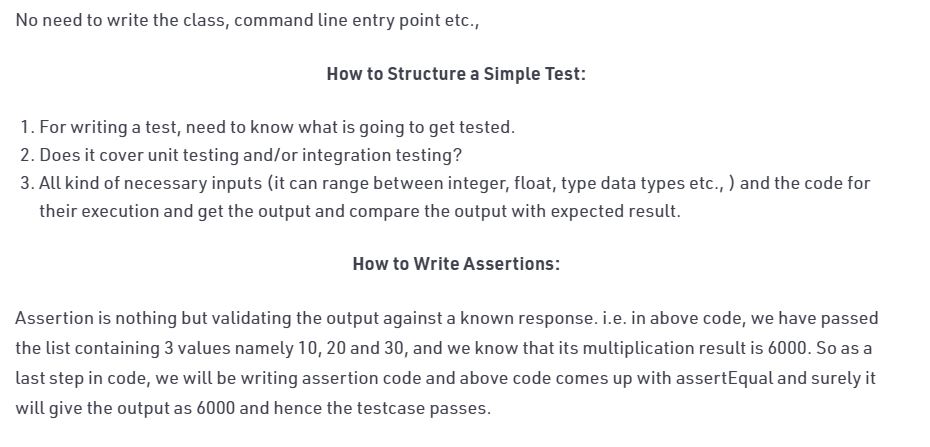 No need to write the class, command line entry point etc.,
How to Structure a Simple Test:
1. For writing a test, need to know what is going to get tested.
2. Does it cover unit testing and/or integration testing?
3. All kind of necessary inputs (it can range between integer, float, type data types etc., ) and the code for
their execution and get the output and compare the output with expected result.
How to Write Assertions:
Assertion is nothing but validating the output against a known response. i.e. in above code, we have passed
the list containing 3 values namely 10, 20 and 30, and we know that its multiplication result is 6000. So as a
last step in code, we will be writing assertion code and above code comes up with assertEqual and surely it
will give the output as 6000 and hence the testcase passes.